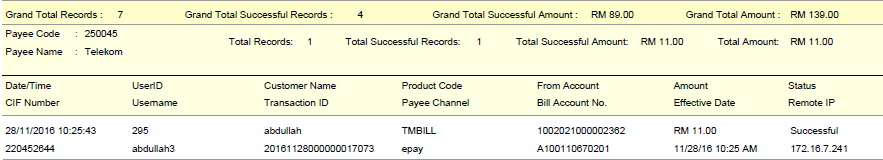 Grand Total Records : 7 Grand Total Successful Records : 4 Grand Total Successful Amount : RM 89.00 Grand Total Amount : RM 139.00
Payee Code : 250045
Total Records: 1 Total Successful Records: 1 Total Successful Amount: RM 11.00 Total Amount: RM 11.00
Payee Name : Telekom
Date/Time UserID Customer Name Product Code From Account Amount Status
CIF Number Username Transaction ID Payee Channel Bill Account No. Effective Date Remote IP
28/11/2016 10:25:43 295 abdullah TMBILL 1002021000002362 RM 11.00 Successful
220452644 abdullah3 20161128000000017073 epay A100110670201 11/28/16 10:25 AM 172.16.7.241